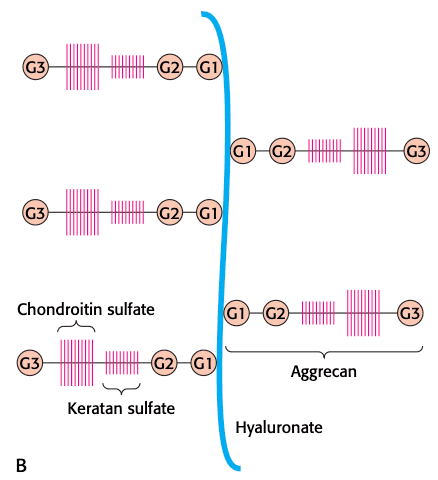 G3 G2 G1
G1 G2 G3
G3 G2 G1
Chondroitin sulfate
G1 G2 G3
G3 G2 G1
Aggrecan
Keratan sulfate
Hyaluronate
B